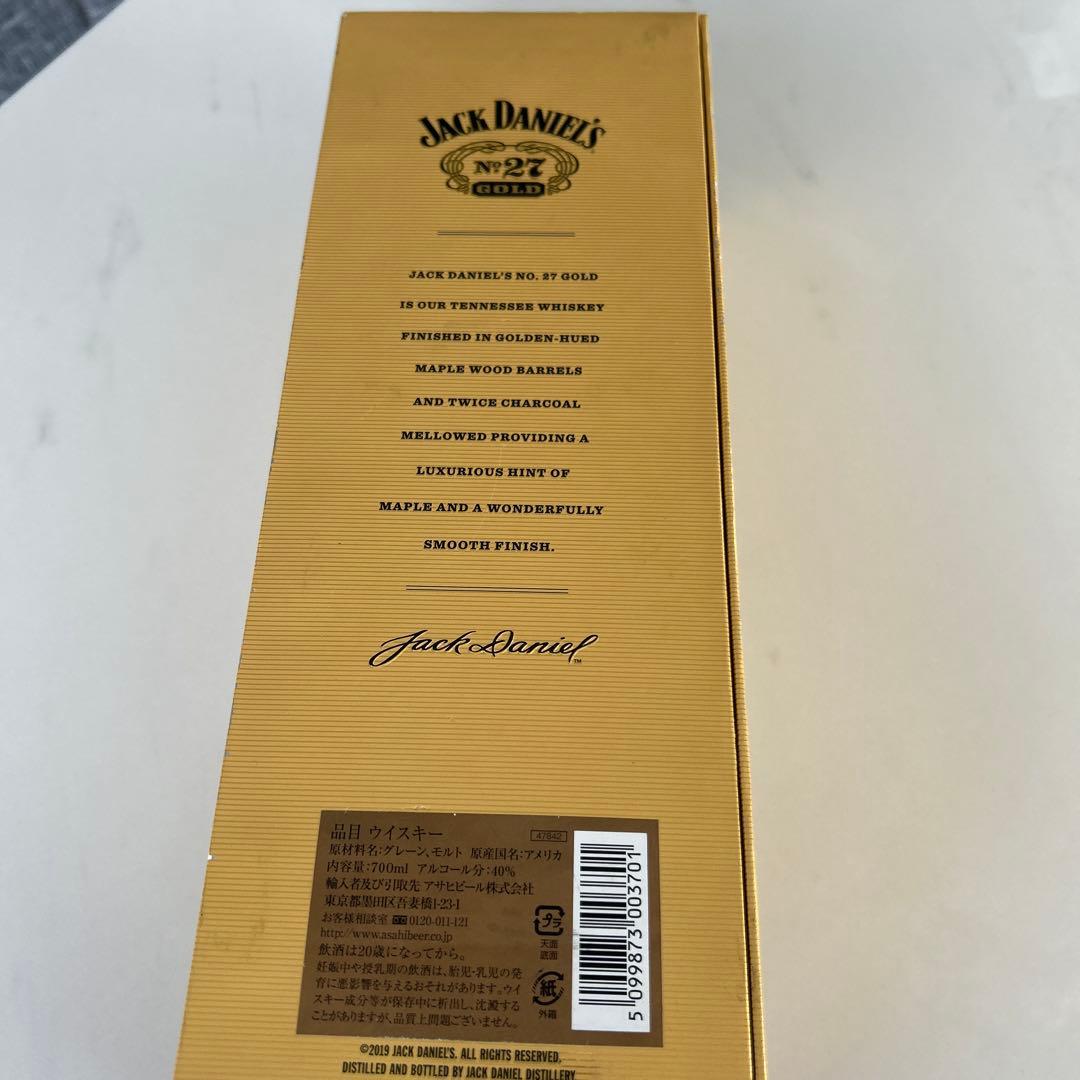 JACK DANIEL'S
Nº 27
GOLD
JACK DANIEL'S NO. 27 GOLD
IS OUR TENNESSEE WHISKEY
FINISHED IN GOLDEN-HUED
MAPLE WOOD BARRELS
AND TWICE CHARCOAL
MELLOWED PROVIDING A
LUXURIOUS HINT OF
MAPLE AND A WONDERFULLY
SMOOTH FINISH.
Jack Daniel™
品目 ウイスキー
47842
原材料名:グレーン、モルト 原産国名:アメリカ
内容量:700ml アルコール分:40%
輸入者及び引取先 アサヒビール株式会社
東京都墨田区吾妻橋1-23-1
お客様相談室 0120-011-121
http://www.asahibeer.co.jp
飲酒は20歳になってから。
妊娠中や授乳期の飲酒は、胎児・乳児の発
育に悪影響を与えるおそれがあります。ウイ
スキー成分等が保存中に析出し、沈澱する
ことがありますが、品質上問題ございません。
プラ
天面
底面
紙
外箱
5 099873 003701
©2019 JACK DANIEL'S. ALL RIGHTS RESERVED.
DISTILLED AND BOTTLED BY JACK DANIEL DISTILLERY